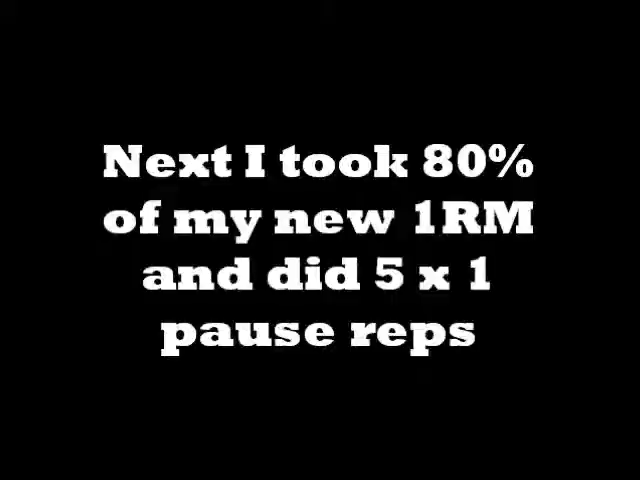 Next I took 80%
of my new 1RM
and did 5 x 1
pause reps